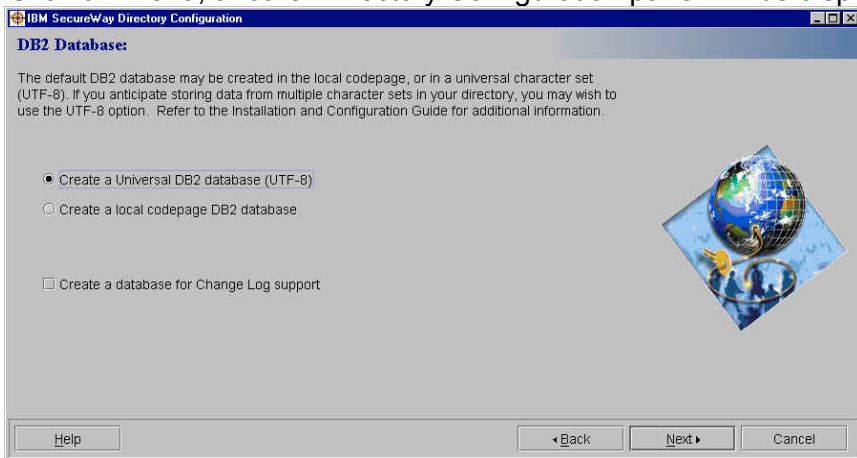 IBM SecureWay Directory Configuration
DB2 Database:
The default DB2 database may be created in the local codepage, or in a universal character set
(UTF-8). If you anticipate storing data from multiple character sets in your directory, you may wish to
use the UTF-8 option. Refer to the Installation and Configuration Guide for additional information.
Create a Universal DB2 database (UTF-8)
Create a local codepage DB2 database
Create a database for Change Log support
Help
Back
Next
Cancel